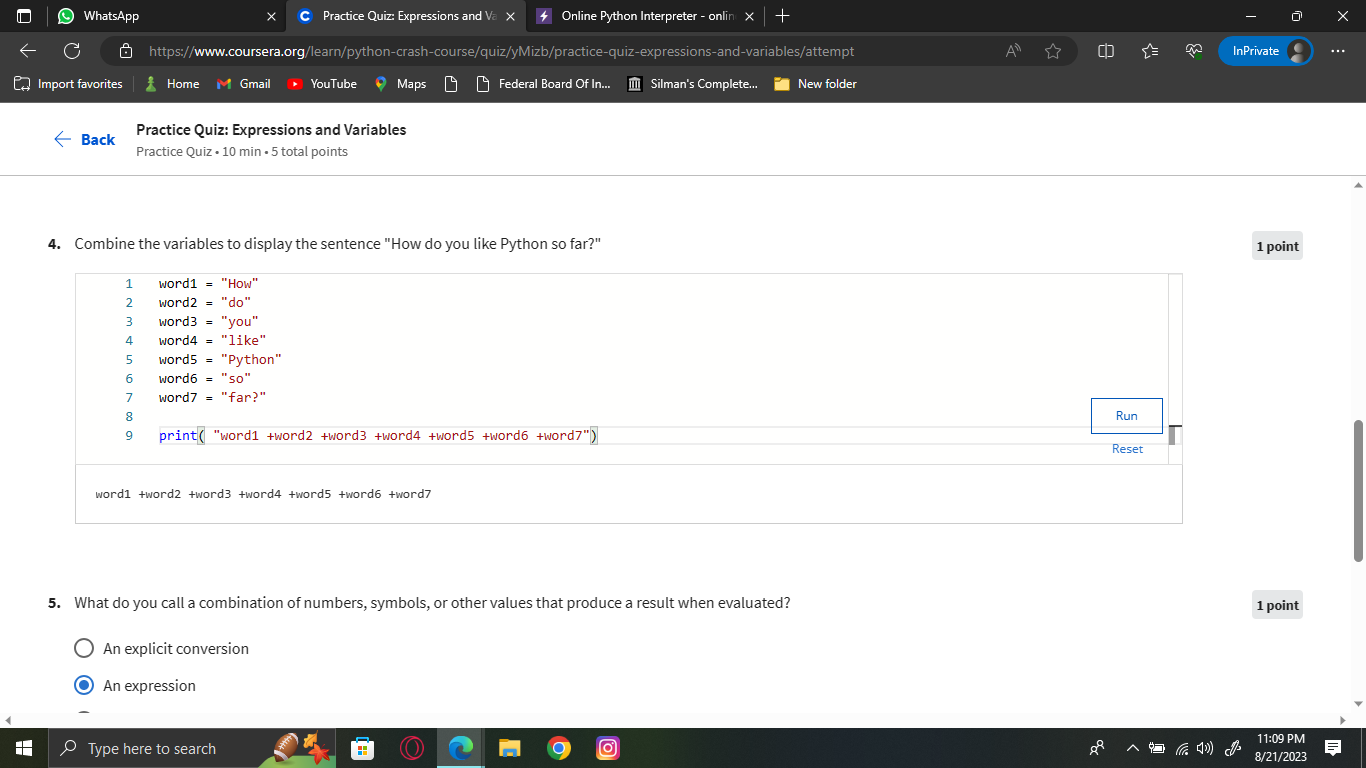 WhatsApp
Practice Quiz: Expressions and Va
Online Python Interpreter - onlin
https://www.coursera.org/learn/python-crash-course/quiz/yMizb/practice-quiz-expressions-and-variables/attempt
InPrivate
Import favorites
Home
Gmail
YouTube
Maps
Federal Board Of In...
Silman's Complete...
New folder
Back
Practice Quiz: Expressions and Variables
Practice Quiz • 10 min • 5 total points
4. Combine the variables to display the sentence "How do you like Python so far?"
1 point
1 word1 = "How"
2 word2 = "do"
3 word3 = "you"
4 word4 = "like"
5 word5 = "Python"
6 word6 = "so"
7 word7 = "far?"
8
9 print( "word1 +word2 +word3 +word4 +word5 +word6 +word7")
Run
Reset
word1 +word2 +word3 +word4 +word5 +word6 +word7
5. What do you call a combination of numbers, symbols, or other values that produce a result when evaluated?
1 point
An explicit conversion
An expression
Type here to search
11:09 PM
8/21/2023